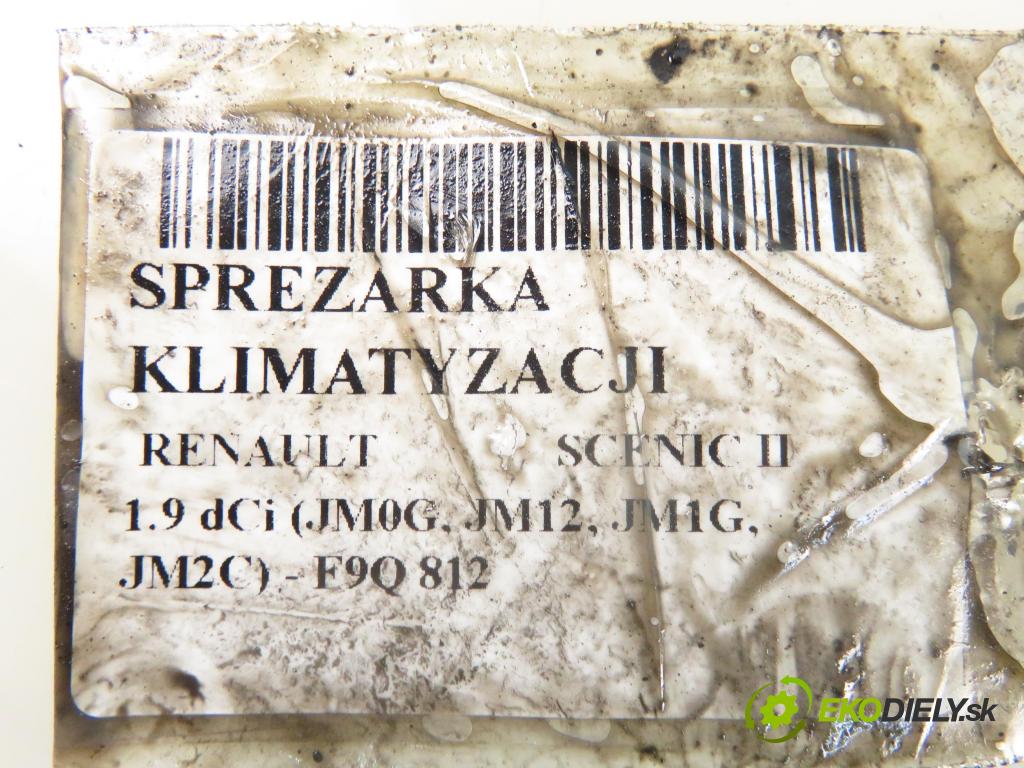 SPREZARKA
KLIMATYZACJI
RENAULT SCENIC II
1.9 dCi (JM0G, JM12, JM1G,
JM2C) - F9Q 812
EKODIELY.sk